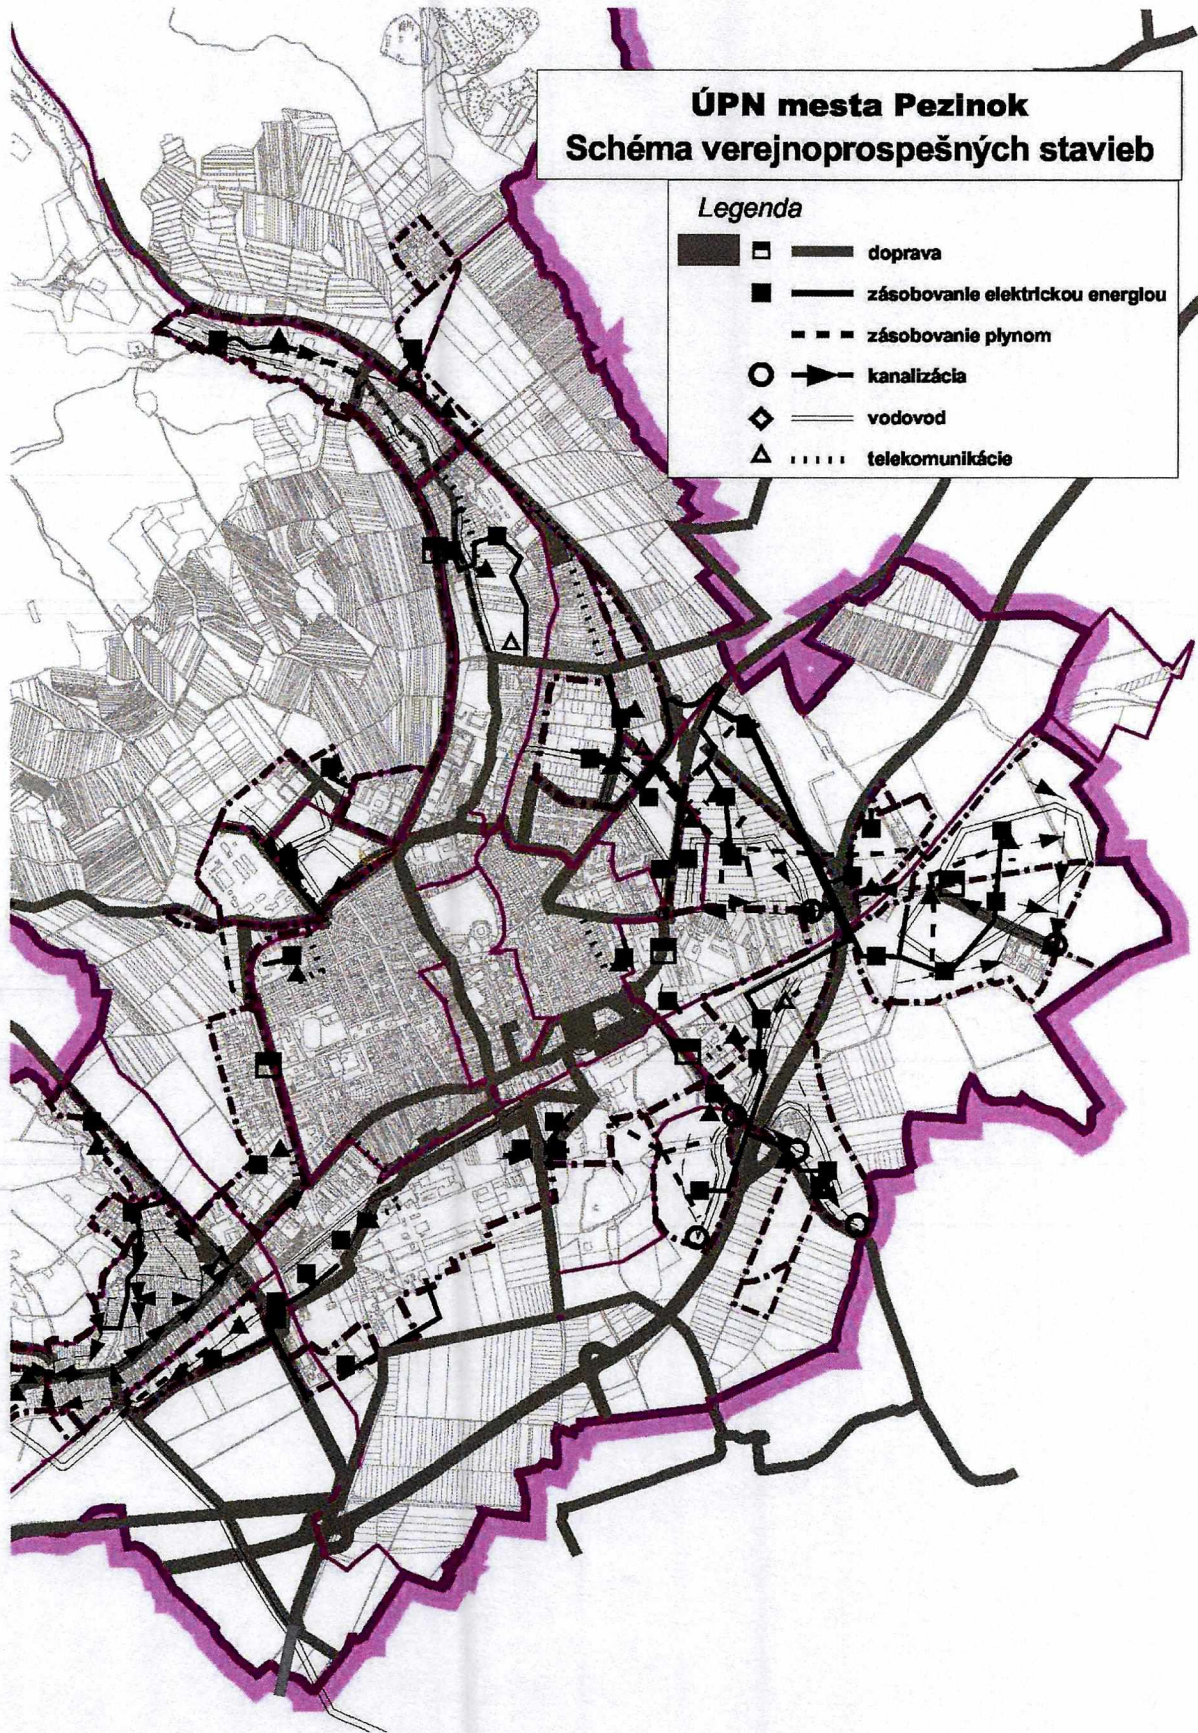 ÚPN mesta Pezinok
Schéma verejnoprospešných stavieb
Legenda
doprava
zásobovanie elektrickou energiou
zásobovanie plynom
kanalizácia
vodovod
telekomunikácie